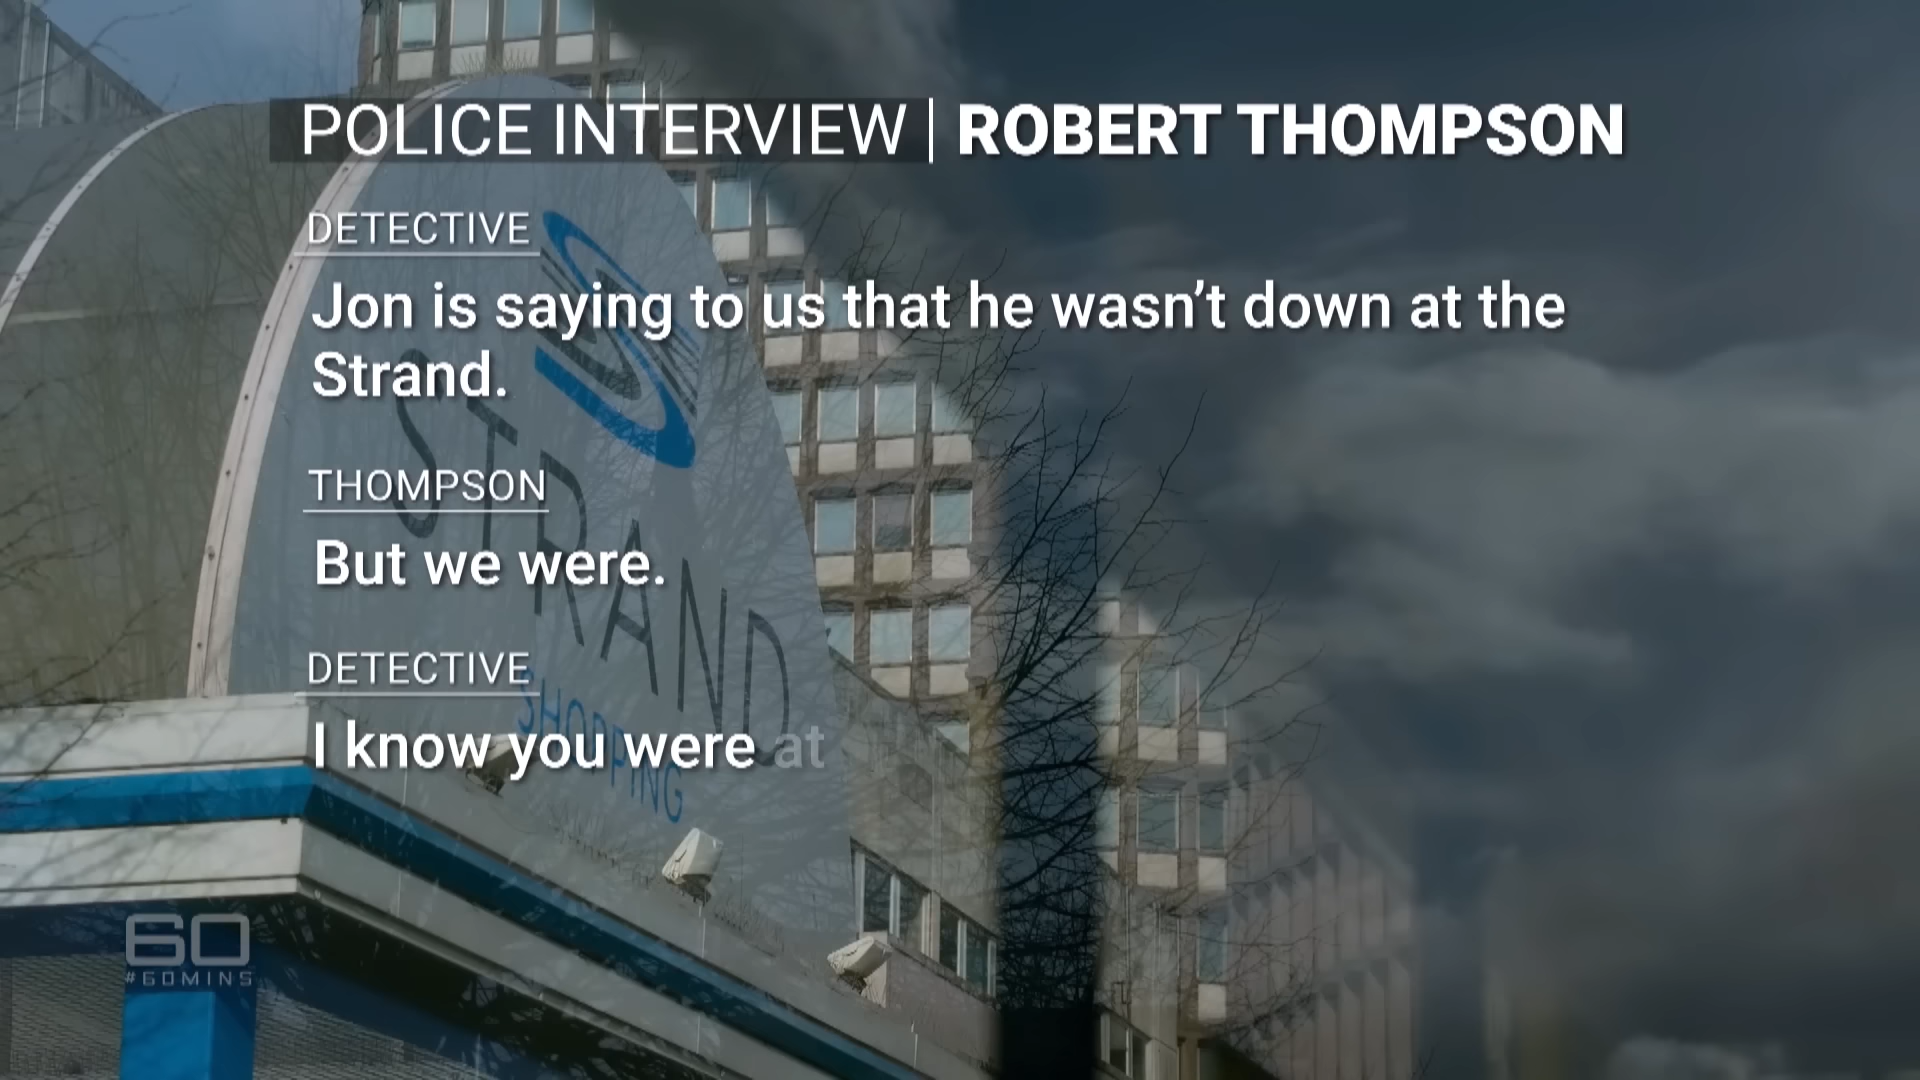 POLICE INTERVIEW | ROBERT THOMPSON
DETECTIVE
Jon is saying to us that he wasn’t down at the
Strand.
THOMPSON
But we were.
DETECTIVE
I know you were at
STRAND
SHOPPING
60
#60MINS